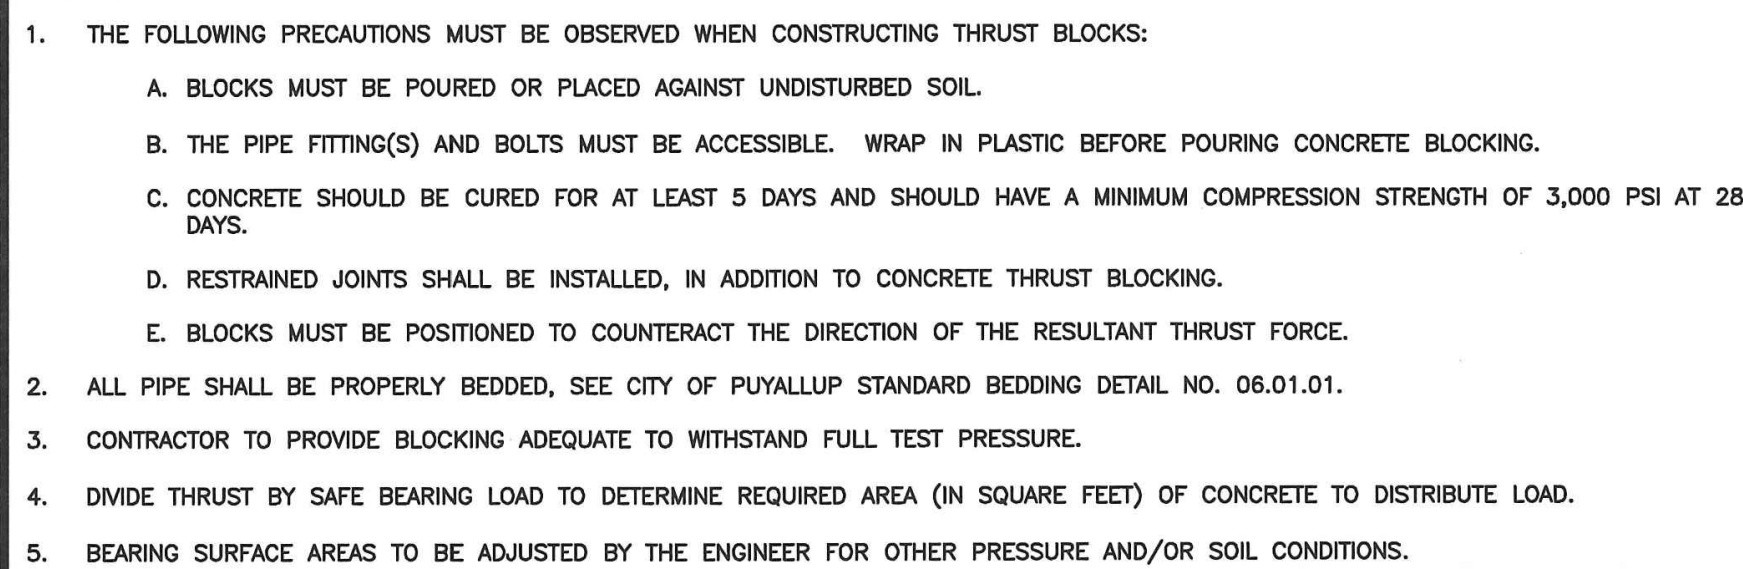 1. THE FOLLOWING PRECAUTIONS MUST BE OBSERVED WHEN CONSTRUCTING THRUST BLOCKS:
A. BLOCKS MUST BE POURED OR PLACED AGAINST UNDISTURBED SOIL.
B. THE PIPE FITTING(S) AND BOLTS MUST BE ACCESSIBLE. WRAP IN PLASTIC BEFORE POURING CONCRETE BLOCKING.
C. CONCRETE SHOULD BE CURED FOR AT LEAST 5 DAYS AND SHOULD HAVE A MINIMUM COMPRESSION STRENGTH OF 3,000 PSI AT 28
DAYS.
D. RESTRAINED JOINTS SHALL BE INSTALLED, IN ADDITION TO CONCRETE THRUST BLOCKING.
E. BLOCKS MUST BE POSITIONED TO COUNTERACT THE DIRECTION OF THE RESULTANT THRUST FORCE.
2. ALL PIPE SHALL BE PROPERLY BEDDED, SEE CITY OF PUYALLUP STANDARD BEDDING DETAIL NO. 06.01.01.
3. CONTRACTOR TO PROVIDE BLOCKING ADEQUATE TO WITHSTAND FULL TEST PRESSURE.
4. DIVIDE THRUST BY SAFE BEARING LOAD TO DETERMINE REQUIRED AREA (IN SQUARE FEET) OF CONCRETE TO DISTRIBUTE LOAD.
5. BEARING SURFACE AREAS TO BE ADJUSTED BY THE ENGINEER FOR OTHER PRESSURE AND/OR SOIL CONDITIONS.